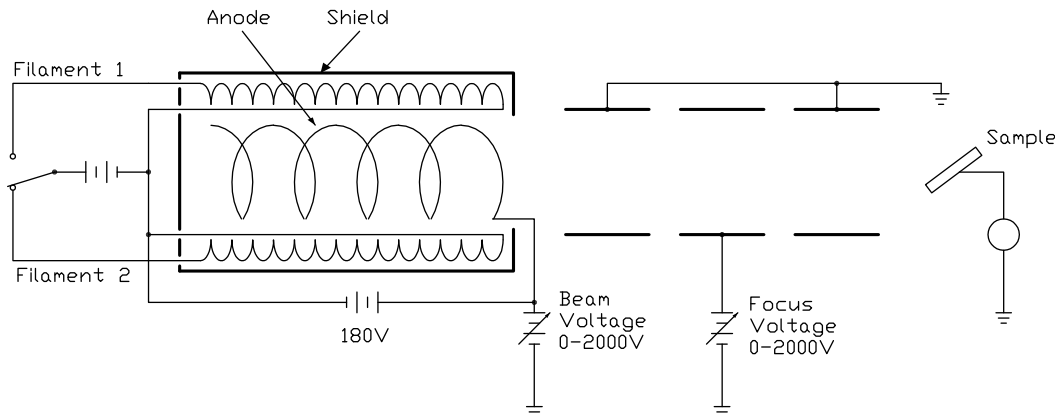 Anode
Shield
Filament 1
Sample
Filament 2
180V
Beam
Voltage
0-2000V
Focus
Voltage
0-2000V